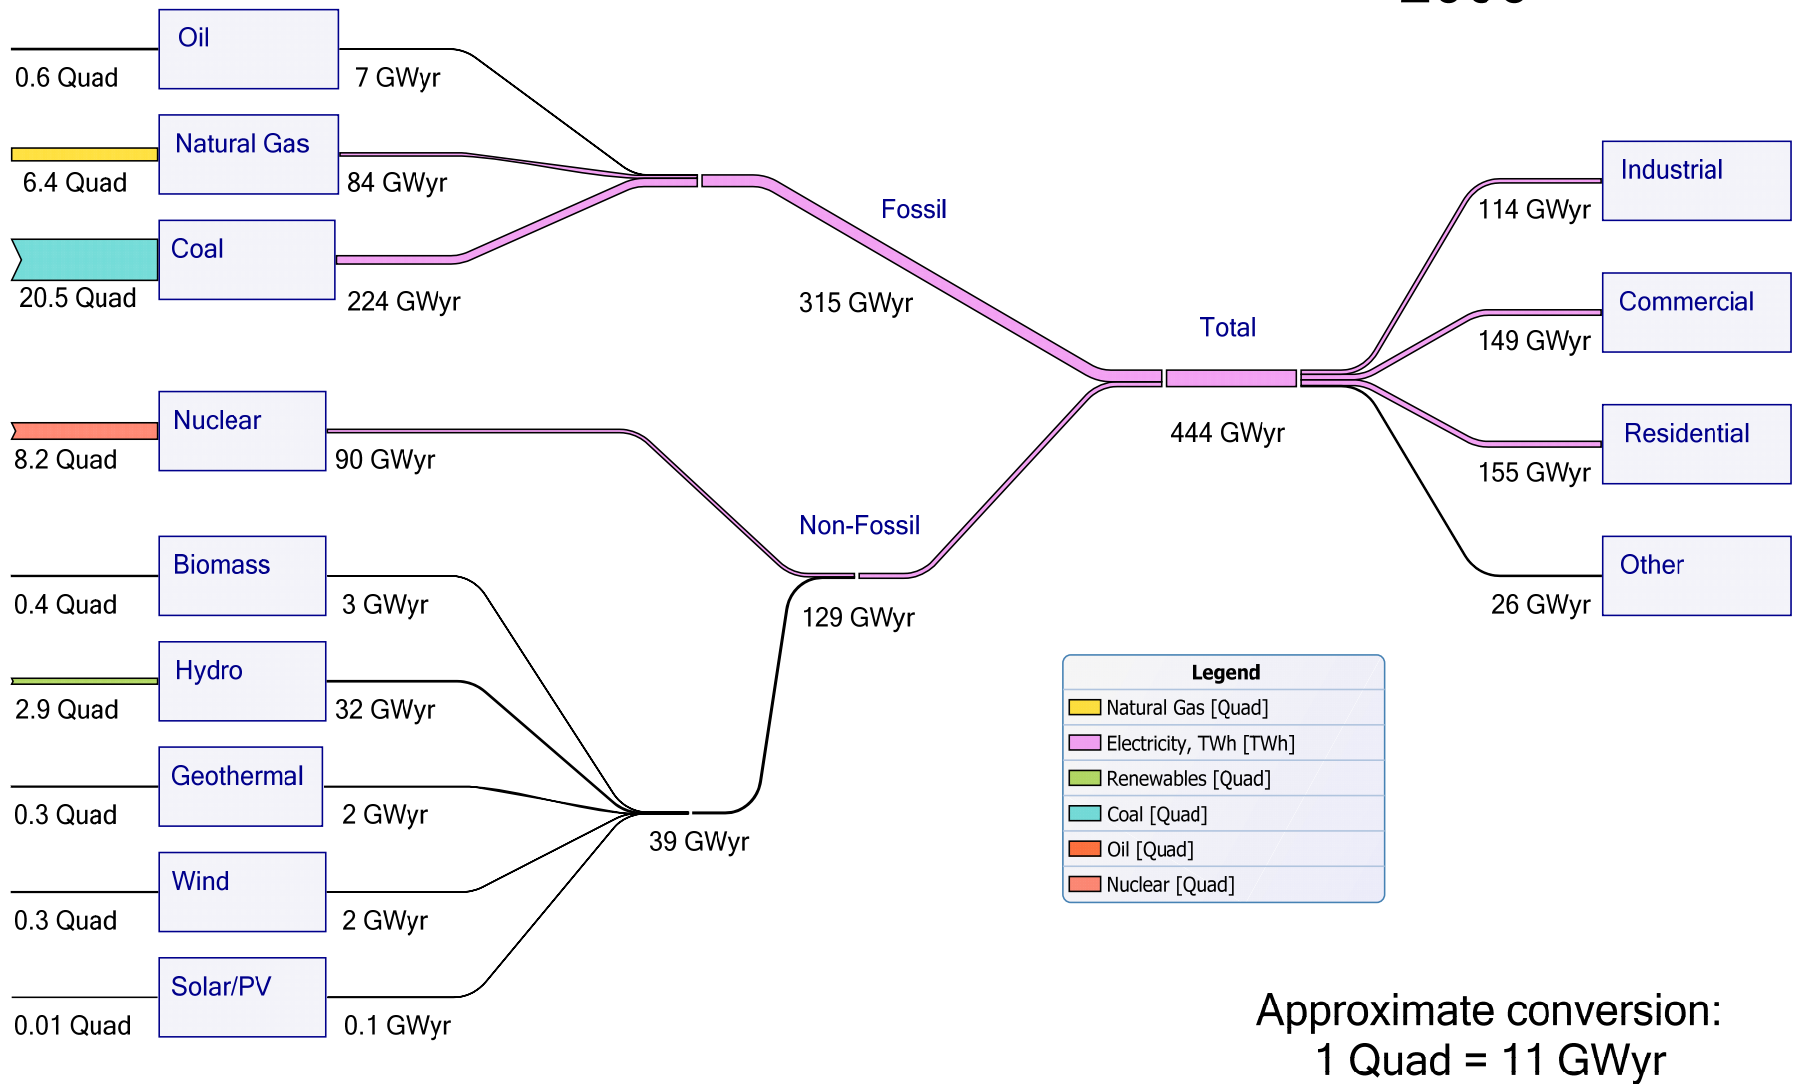 Oil
0.6 Quad
7 GWyr
Natural Gas
6.4 Quad
84 GWyr
Coal
20.5 Quad
224 GWyr
Fossil
315 GWyr
Nuclear
8.2 Quad
90 GWyr
Biomass
0.4 Quad
3 GWyr
Hydro
2.9 Quad
32 GWyr
Geothermal
0.3 Quad
2 GWyr
Wind
0.3 Quad
2 GWyr
Solar/PV
0.01 Quad
0.1 GWyr
39 GWyr
Non-Fossil
129 GWyr
Total
444 GWyr
Industrial
114 GWyr
Commercial
149 GWyr
Residential
155 GWyr
Other
26 GWyr
Legend
Natural Gas [Quad]
Electricity, TWh [TWh]
Renewables [Quad]
Coal [Quad]
Oil [Quad]
Nuclear [Quad]
Approximate conversion:
1 Quad = 11 GWyr